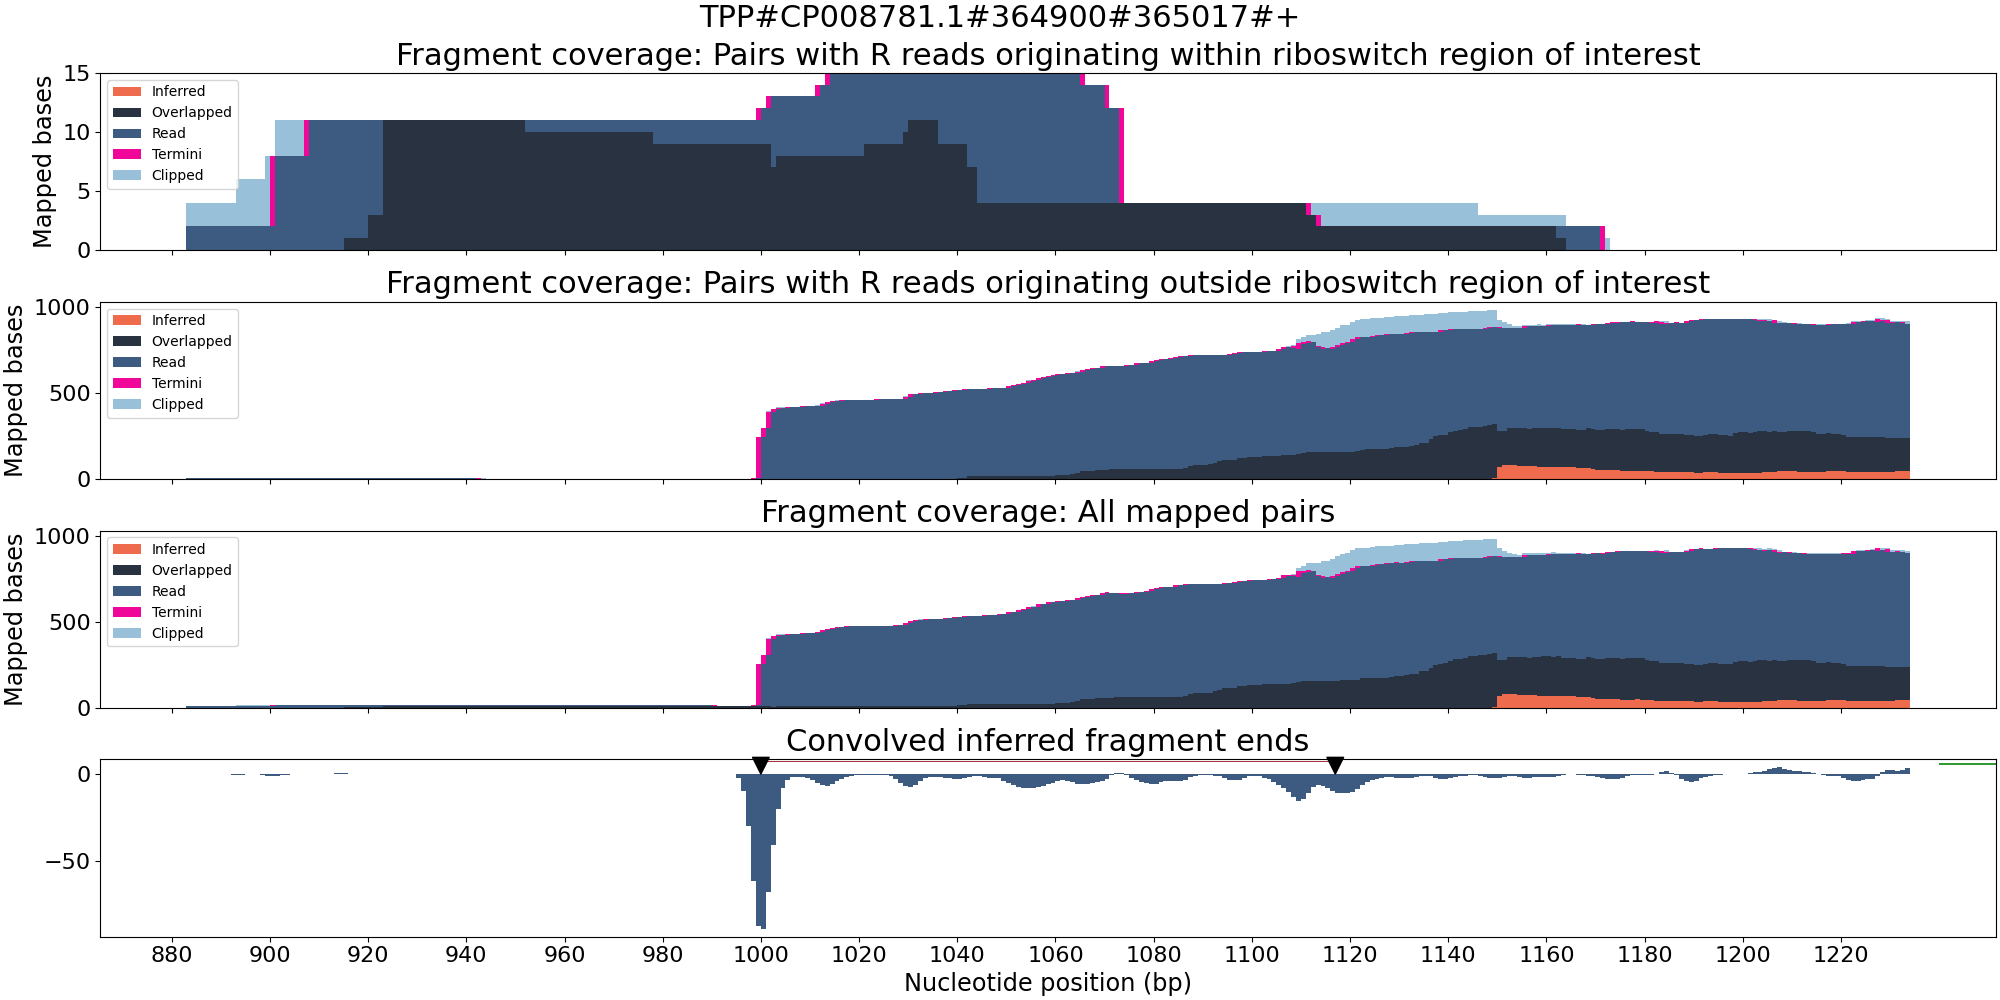 TPP#CP008781.1#364900#365017#+
Fragment coverage: Pairs with R reads originating within riboswitch region of interest
Mapped bases
15
10
5
0
Inferred
Overlapped
Read
Termini
Clipped
Fragment coverage: Pairs with R reads originating outside riboswitch region of interest
Mapped bases
1000
500
0
Inferred
Overlapped
Read
Termini
Clipped
Fragment coverage: All mapped pairs
Mapped bases
1000
500
0
Inferred
Overlapped
Read
Termini
Clipped
Convolved inferred fragment ends
0
−50
880 900 920 940 960 980 1000 1020 1040 1060 1080 1100 1120 1140 1160 1180 1200 1220
Nucleotide position (bp)